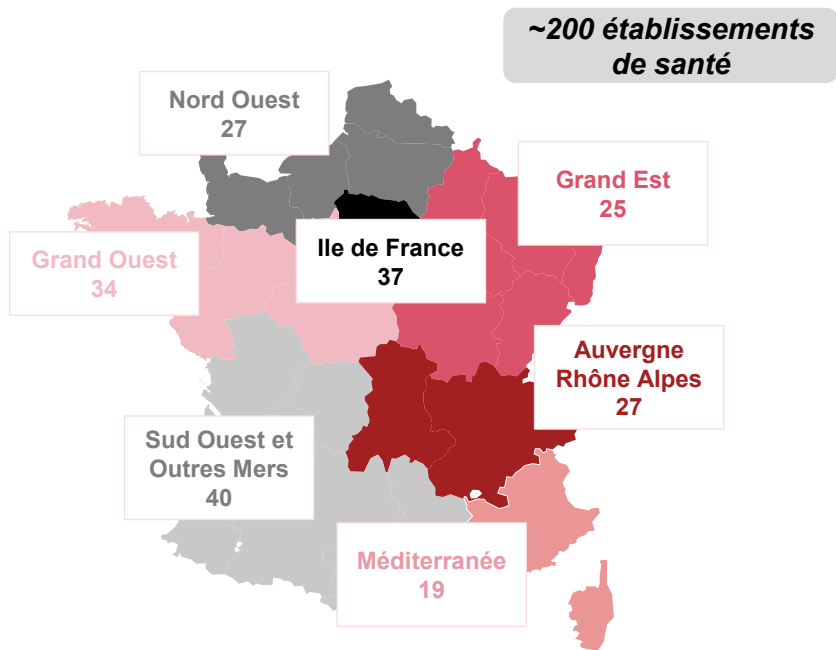 ~200 établissements
de santé
Nord Ouest
27
Grand Est
25
Ile de France
37
Grand Ouest
34
Auvergne
Rhône Alpes
27
Sud Ouest et
Outres Mers
40
Méditerranée
19